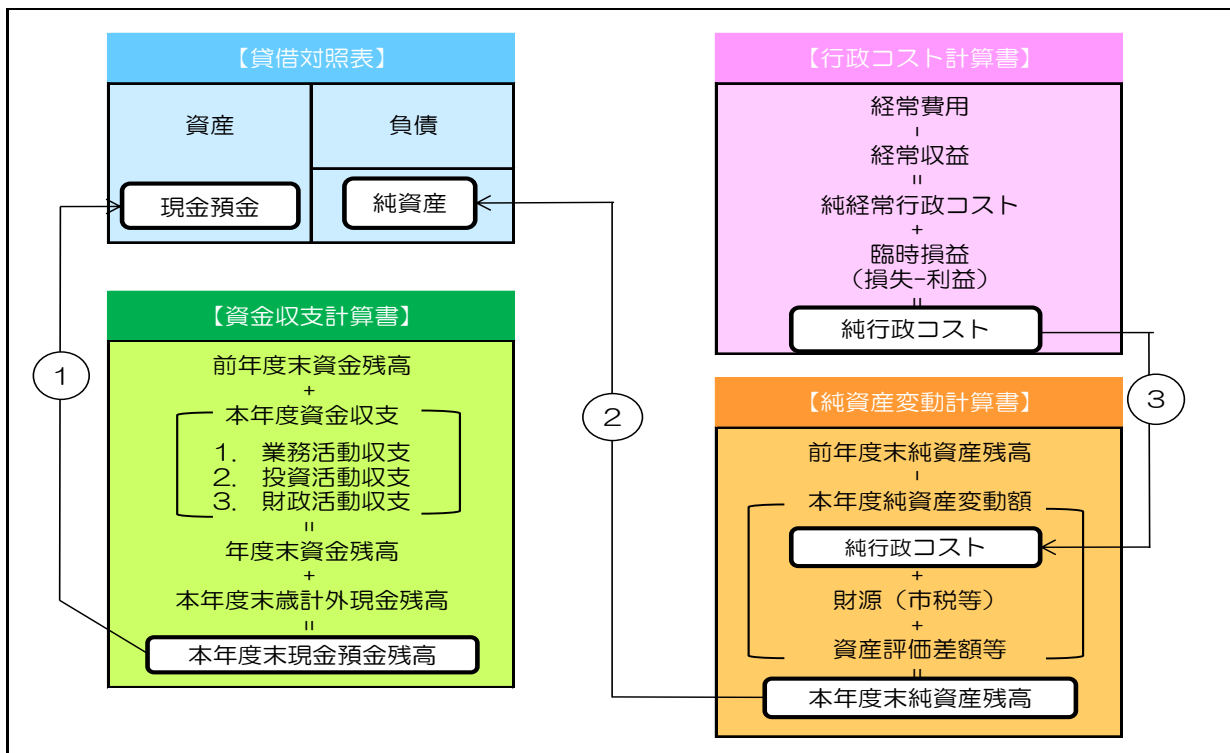 【貸借対照表】
資産
負債
現金預金
純資産
【資金収支計算書】
前年度末資金残高
+
本年度資金収支
1. 業務活動収支
2. 投資活動収支
3. 財政活動収支
=
年度末資金残高
+
本年度末歳計外現金残高
=
本年度末現金預金残高
1
2
【行政コスト計算書】
経常費用
-
経常収益
=
純経常行政コスト
+
臨時損益
(損失-利益)
=
純行政コスト
3
【純資産変動計算書】
前年度末純資産残高
-
本年度純資産変動額
純行政コスト
+
財源(市税等)
+
資産評価差額等
=
本年度末純資産残高